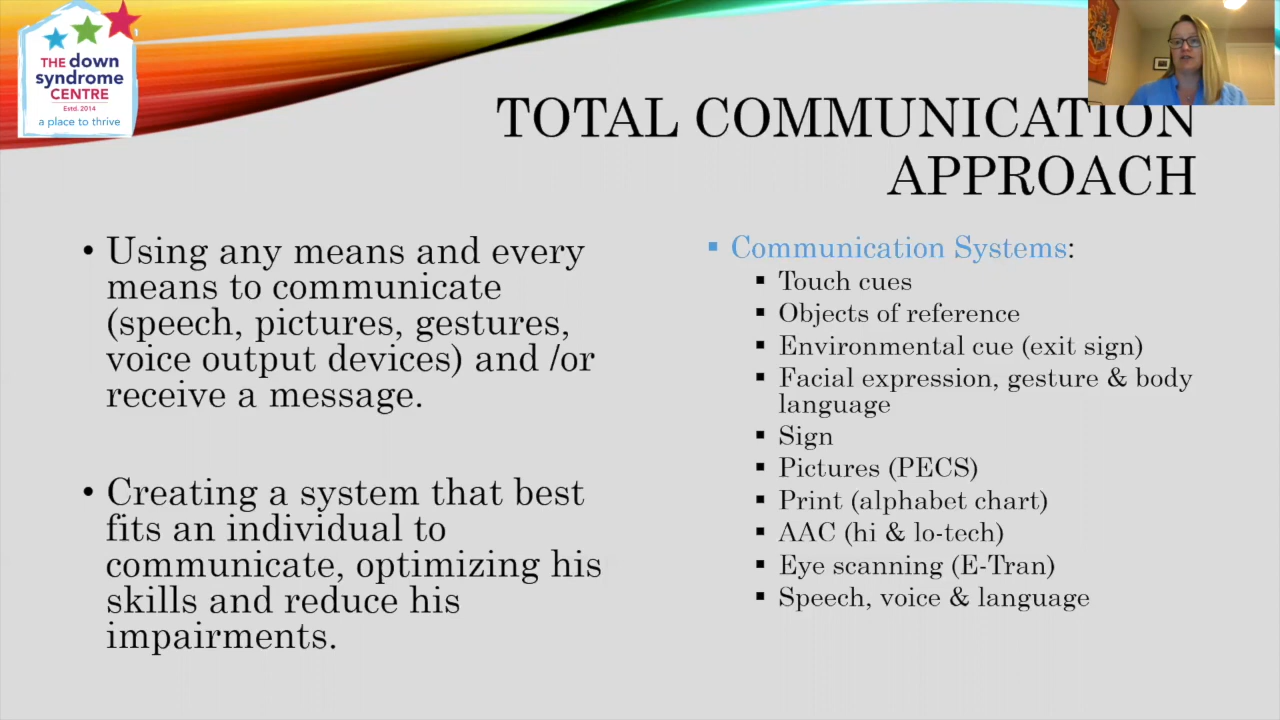 THE down
syndrome
CENTRE
Estd. 2014
a place to thrive
TOTAL COMMUNICATION
APPROACH
• Using any means and every
means to communicate
(speech, pictures, gestures,
voice output devices) and /or
receive a message.
• Creating a system that best
fits an individual to
communicate, optimizing his
skills and reduce his
impairments.
▪ Communication Systems:
▪ Touch cues
▪ Objects of reference
▪ Environmental cue (exit sign)
▪ Facial expression, gesture & body
language
▪ Sign
▪ Pictures (PECS)
▪ Print (alphabet chart)
▪ AAC (hi & lo-tech)
▪ Eye scanning (E-Tran)
▪ Speech, voice & language